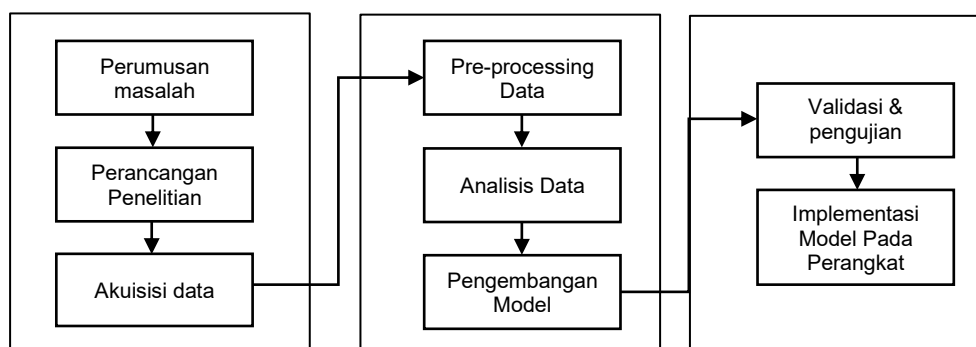 Perumusan
masalah
Perancangan
Penelitian
Akuisisi data
Pre-processing
Data
Analisis Data
Pengembangan
Model
Validasi &
pengujian
Implementasi
Model Pada
Perangkat